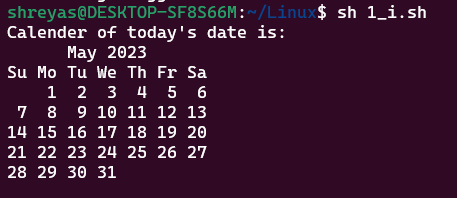 shreyas@DESKTOP-SF8S66M:~/Linux$ sh 1_i.sh
Calender of today's date is:
      May 2023
Su Mo Tu We Th Fr Sa
    1  2  3  4  5  6
 7  8  9 10 11 12 13
14 15 16 17 18 19 20
21 22 23 24 25 26 27
28 29 30 31